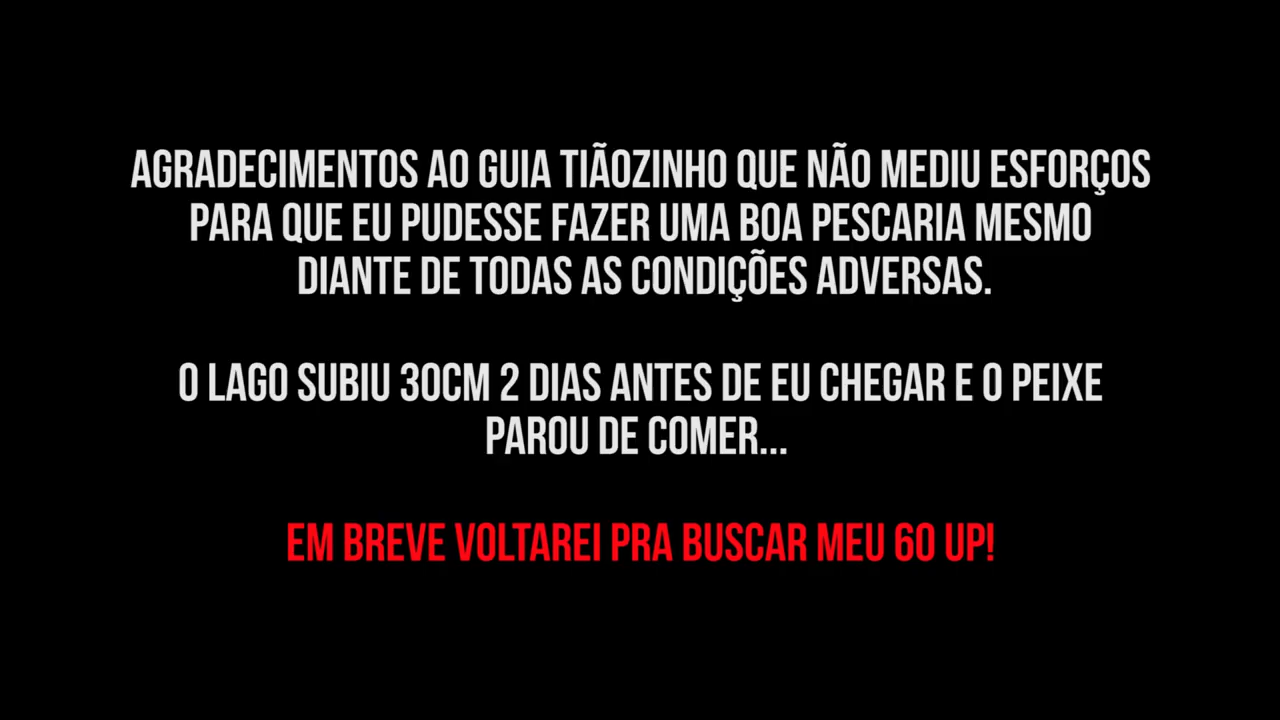 AGRADECIMENTOS AO GUIA TIÃOZINHO QUE NÃO MEDIU ESFORÇOS
PARA QUE EU PUDESSE FAZER UMA BOA PESCARIA MESMO
DIANTE DE TODAS AS CONDIÇÕES ADVERSAS.
O LAGO SUBIU 30CM 2 DIAS ANTES DE EU CHEGAR E O PEIXE
PAROU DE COMER...
EM BREVE VOLTAREI PRA BUSCAR MEU 60 UP!